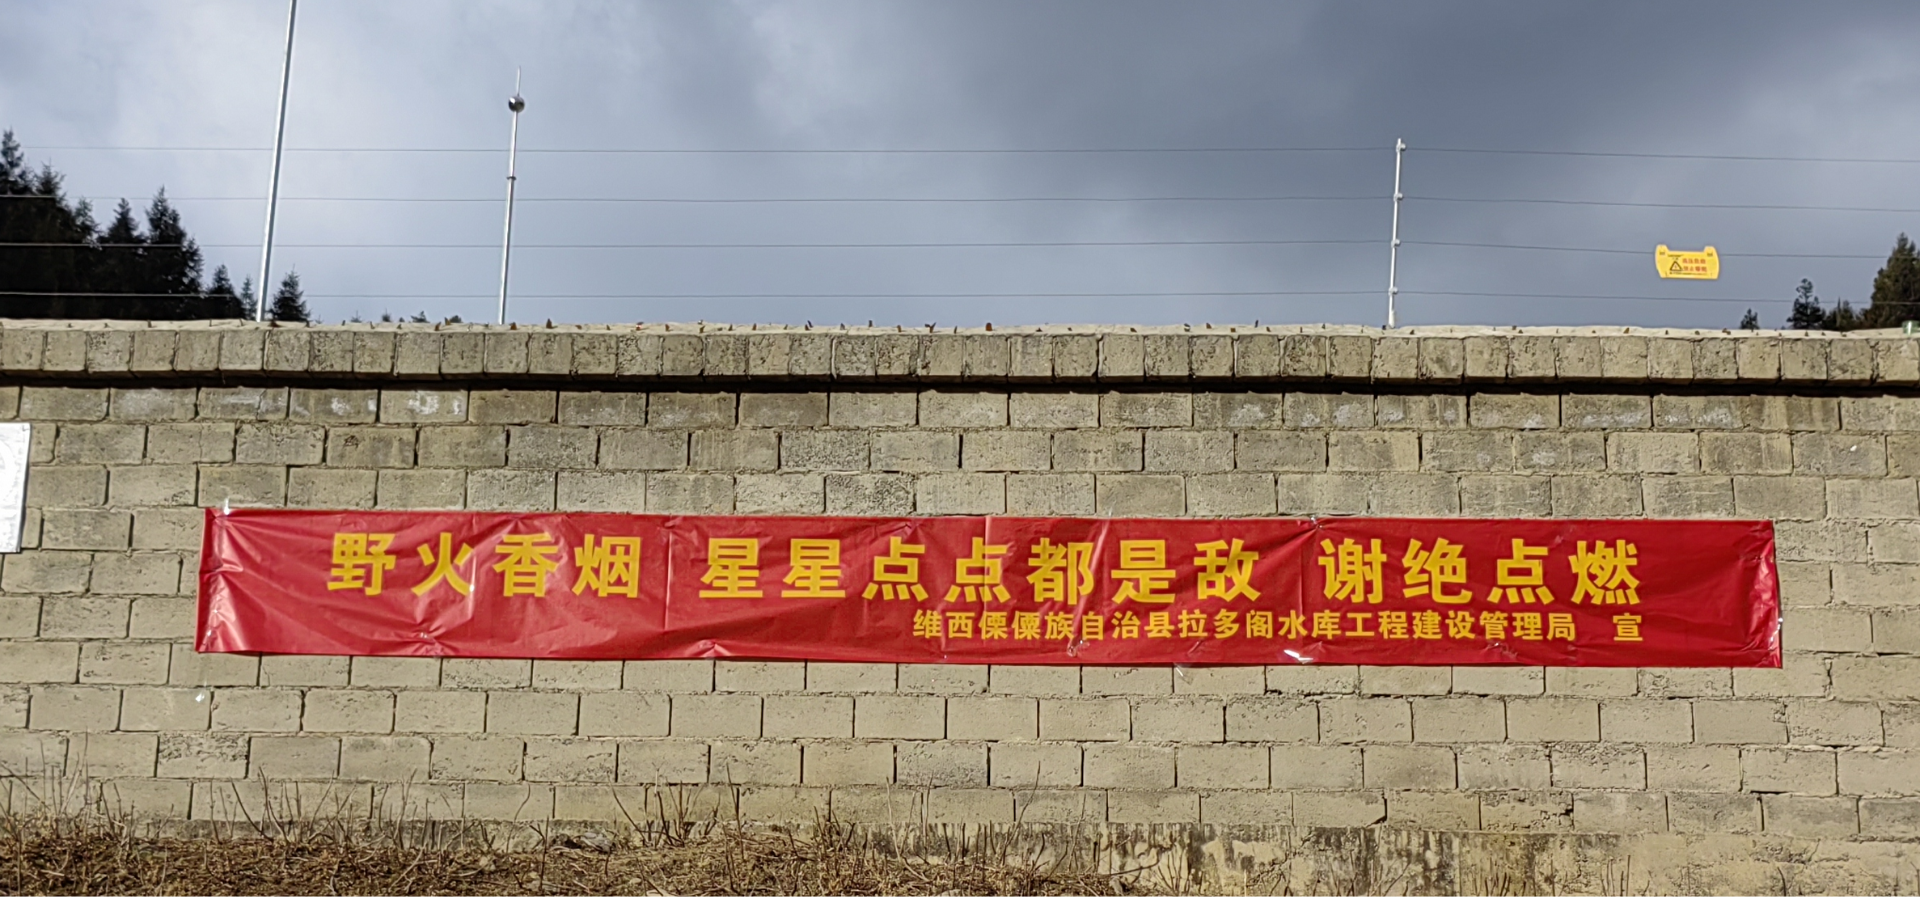 野火香烟 星星点点都是敌 谢绝点燃
维西傈僳族自治县拉多阁水库工程建设管理局 宣